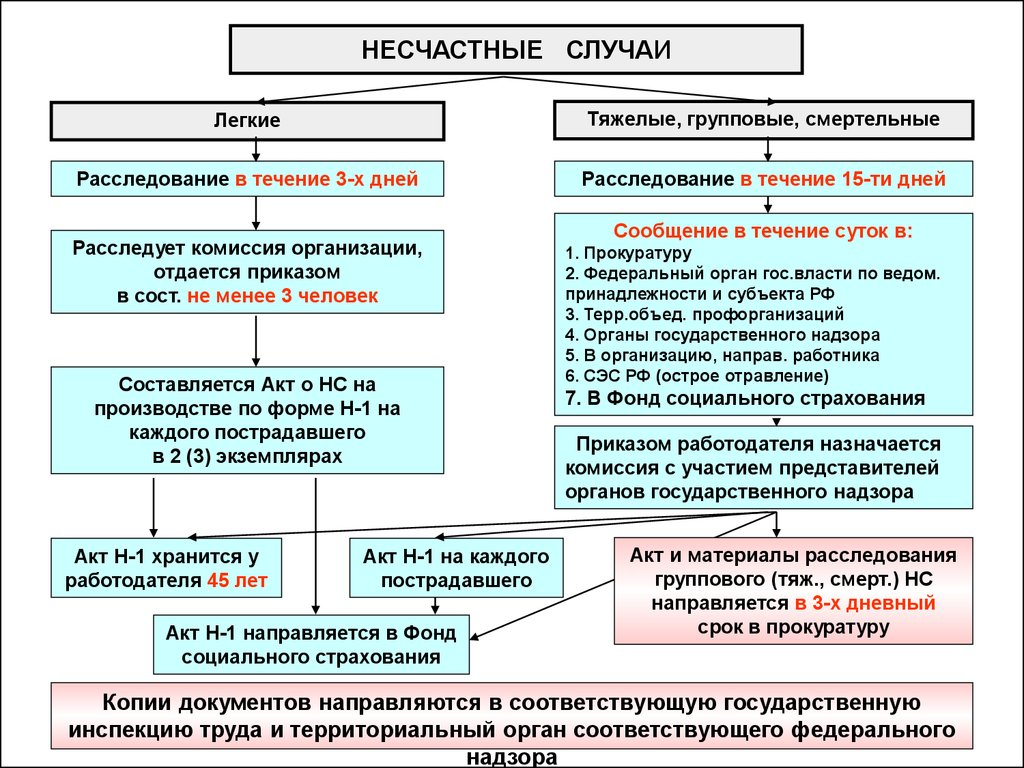 НЕСЧАСТНЫЕ СЛУЧАИ
Легкие
Тяжелые, групповые, смертельные
Расследование в течение 3-х дней
Расследование в течение 15-ти дней
Расследует комиссия организации,
отдается приказом
в сост. не менее 3 человек
Сообщение в течение суток в:
1. Прокуратуру
2. Федеральный орган гос.власти по ведом.
принадлежности и субъекта РФ
3. Терр.объед. профорганизаций
4. Органы государственного надзора
5. В организацию, направ. работника
6. СЭС РФ (острое отравление)
7. В Фонд социального страхования
Составляется Акт о НС на
производстве по форме Н-1 на
каждого пострадавшего
в 2 (3) экземплярах
Приказом работодателя назначается
комиссия с участием представителей
органов государственного надзора
Акт Н-1 хранится у
работодателя 45 лет
Акт Н-1 на каждого
пострадавшего
Акт и материалы расследования
группового (тяж., смерт.) НС
направляется в 3-х дневный
срок в прокуратуру
Акт Н-1 направляется в Фонд
социального страхования
Копии документов направляются в соответствующую государственную
инспекцию труда и территориальный орган соответствующего федерального
надзора